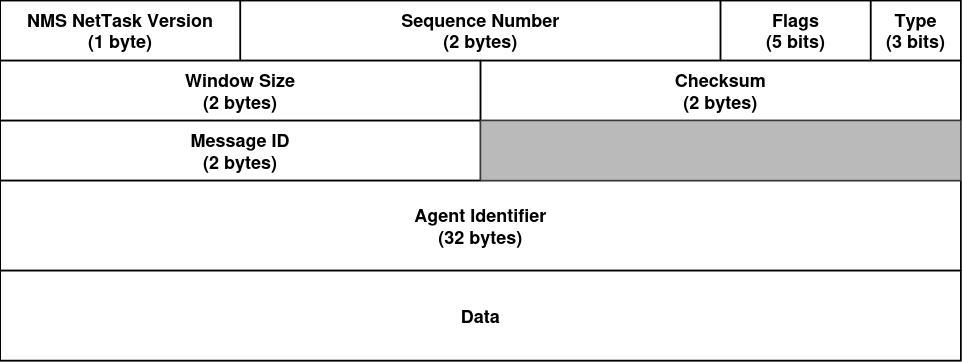 NMS NetTask Version
(1 byte)
Sequence Number
(2 bytes)
Flags
(5 bits)
Type
(3 bits)
Window Size
(2 bytes)
Checksum
(2 bytes)
Message ID
(2 bytes)
Agent Identifier
(32 bytes)
Data